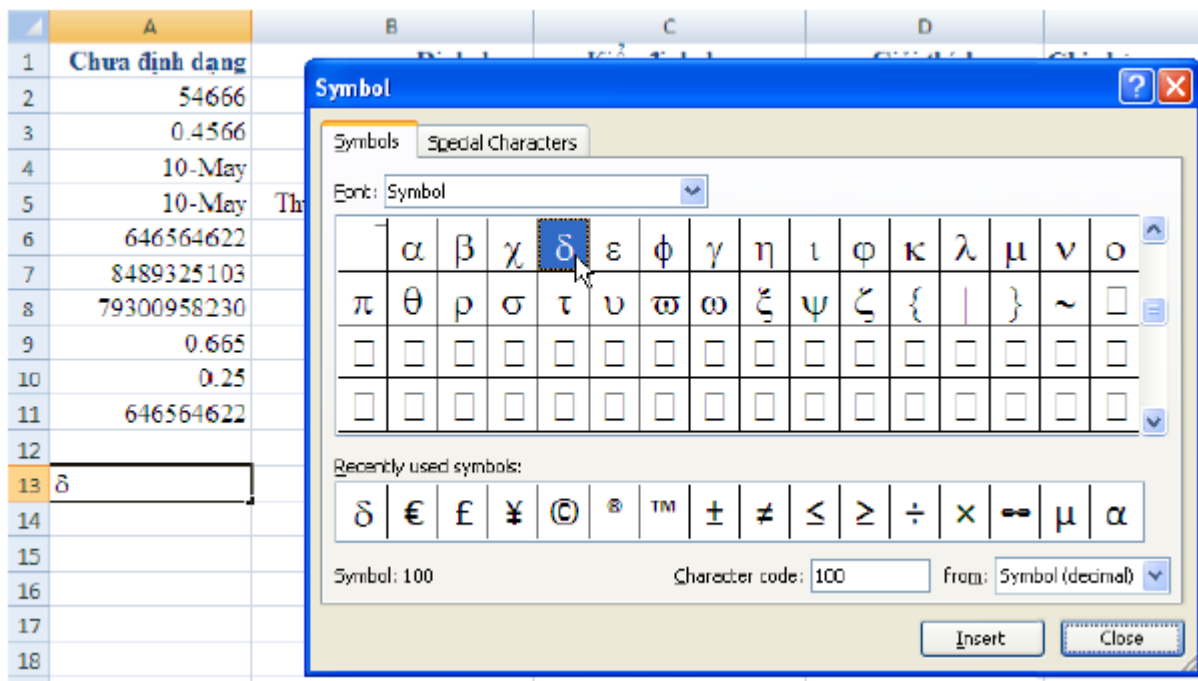 A B C D
1 Chưa định dạng
2 54666
3 0.4566
4 10-May
5 10-May
6 646564622
7 8489325103
8 79300958230
9 0.665
10 0.25
11 646564622
12
13 δ
14
15
16
17
18
Symbol
Symbols Special Characters
Font: Symbol
α β χ δ ε φ γ η ι ϕ κ λ μ ν ο
π θ ρ σ τ υ ϖ ω ξ ψ ζ { | } ~
Recently used symbols:
δ € £ ¥ © ® ™ ± ≠ ≤ ≥ ÷ × ∞ µ α
Symbol: 100 Character code: 100 from: Symbol (decimal)
Insert Close